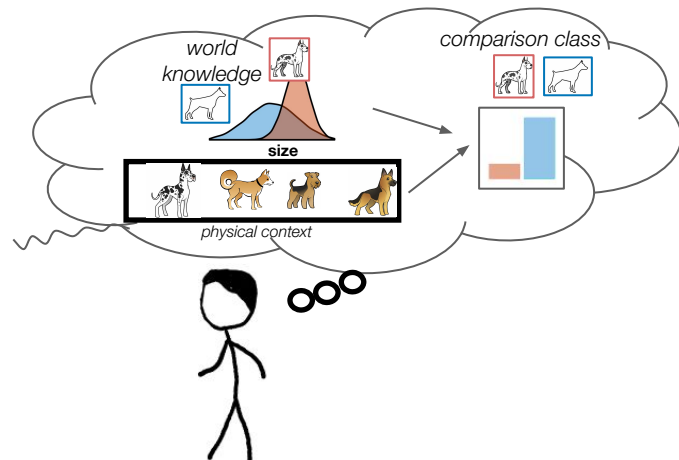 world
knowledge
comparison class
size
physical context